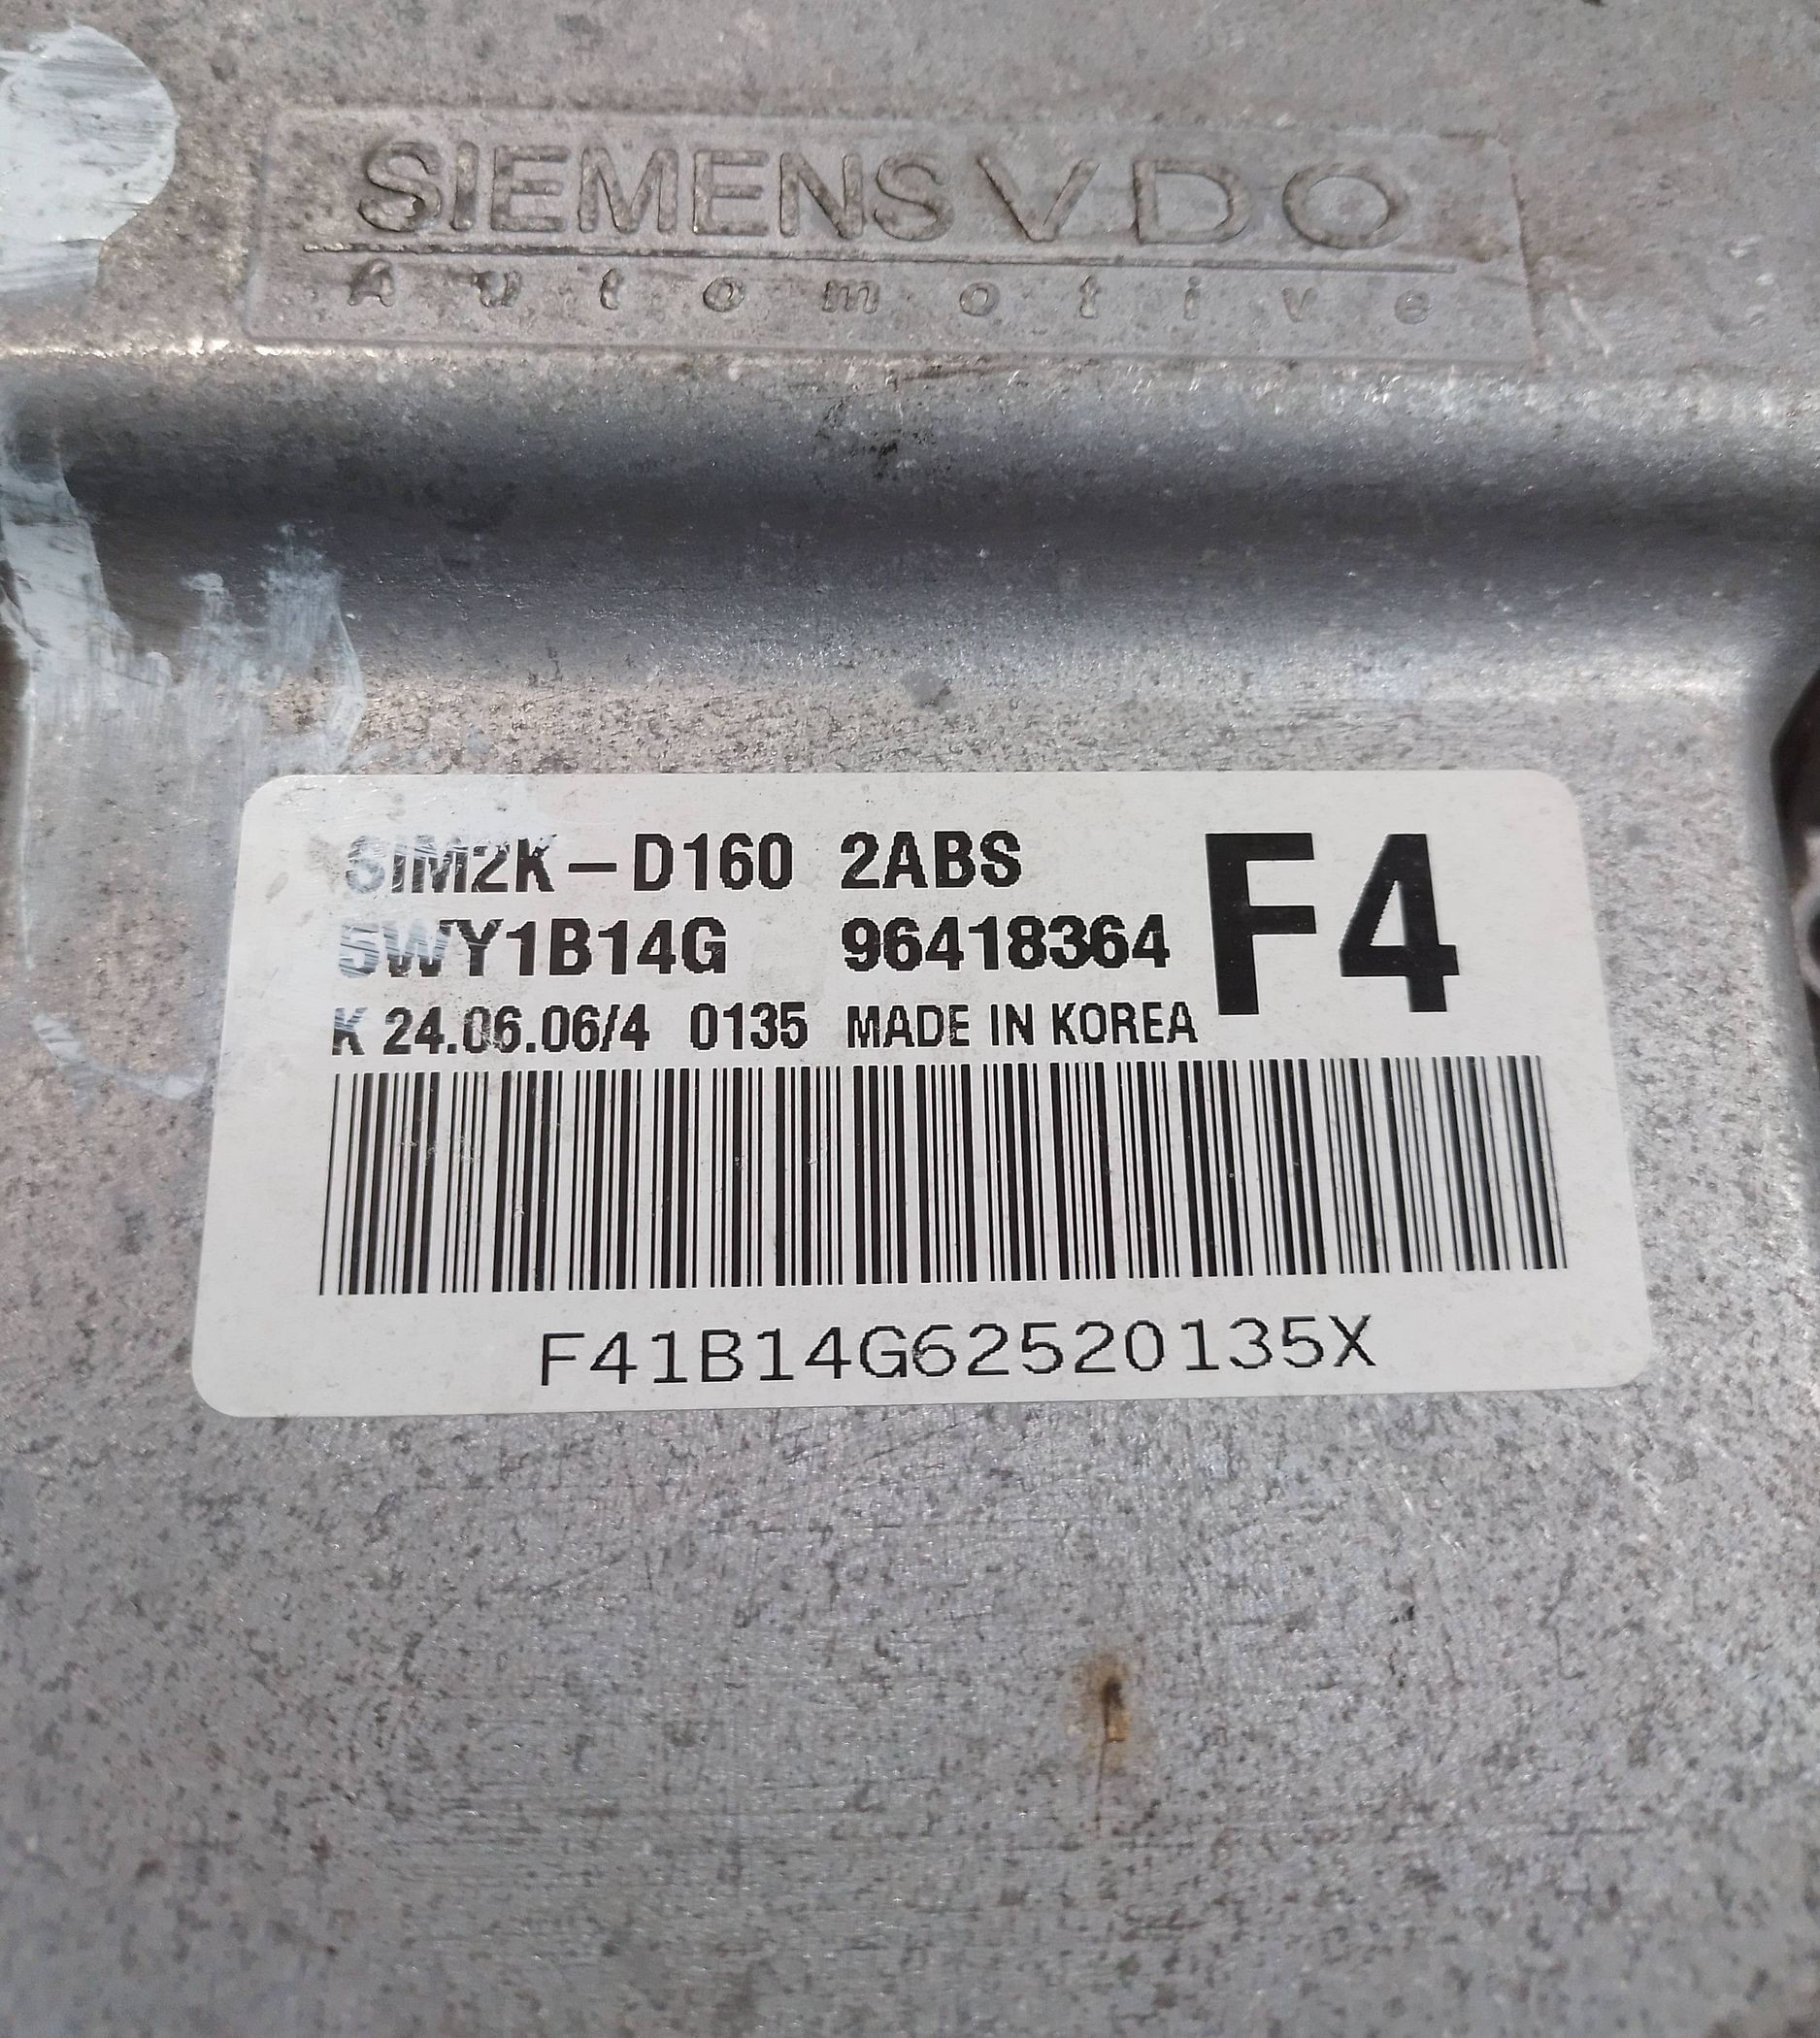 SIEMENS VDO
Automotive
SIM2K-D160 2ABS
F4
5WY1B14G 96418364
K 24.06.06/4 0135 MADE IN KOREA
F41B14G62520135X